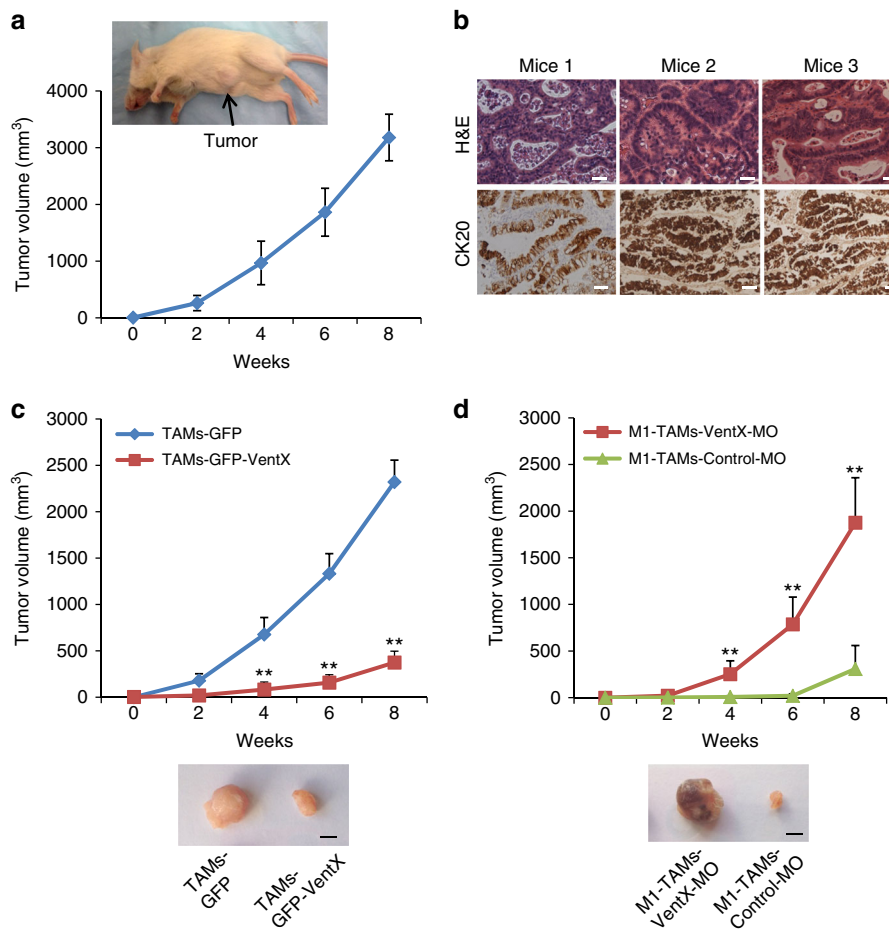 a
Tumor
Tumor volume (mm³)
4000
3000
2000
1000
0
0 2 4 6 8
Weeks
b
Mice 1 Mice 2 Mice 3
H&E
CK20
c
TAMs-GFP
TAMs-GFP-VentX
Tumor volume (mm³)
3000
2500
2000
1500
1000
500
0
** ** **
0 2 4 6 8
Weeks
TAMs-
GFP
TAMs-
GFP-VentX
d
M1-TAMs-VentX-MO
M1-TAMs-Control-MO
Tumor volume (mm³)
3000
2500
2000
1500
1000
500
0
** ** **
0 2 4 6 8
Weeks
M1-TAMs-
VentX-MO
M1-TAMs-
Control-MO